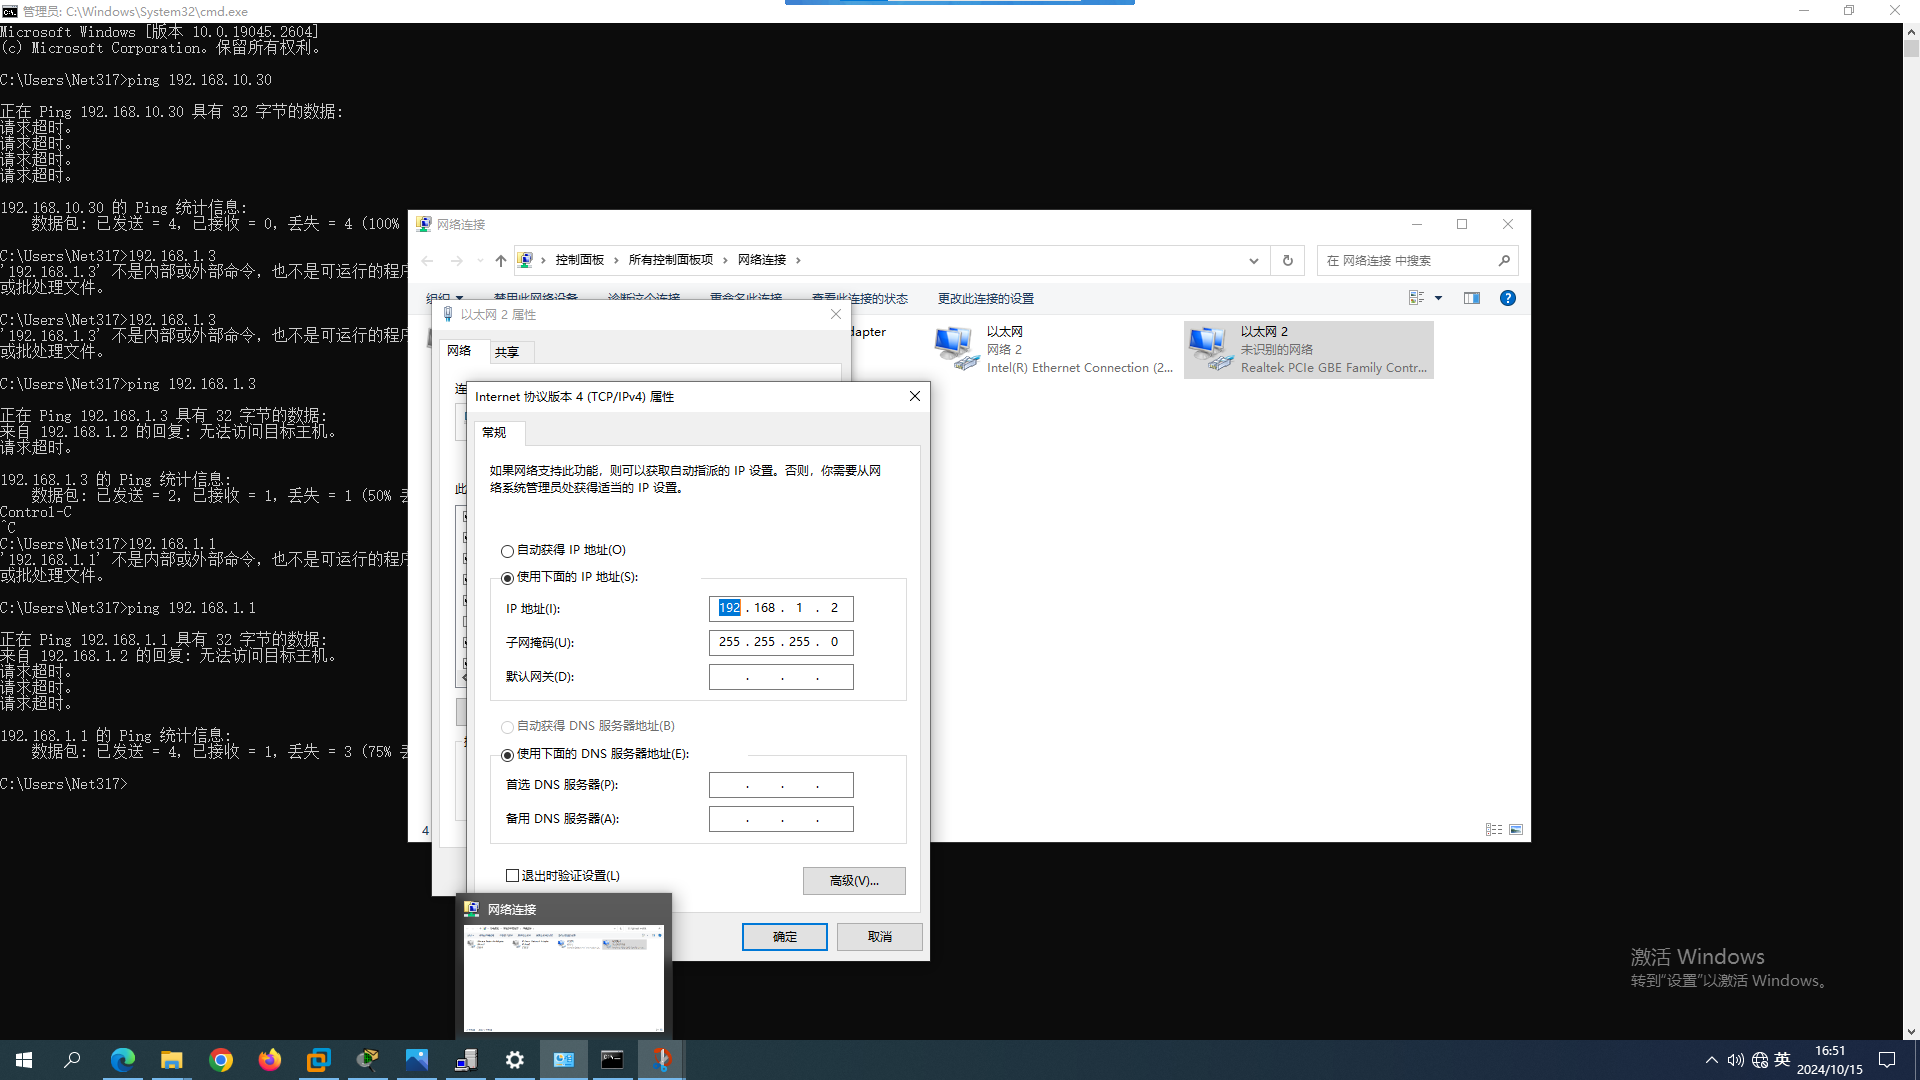 管理员: C:\Windows\System32\cmd.exe
Microsoft Windows [版本 10.0.19045.2604]
(c) Microsoft Corporation。保留所有权利。
C:\Users\Net317>ping 192.168.10.30
正在 Ping 192.168.10.30 具有 32 字节的数据:
请求超时。
请求超时。
请求超时。
请求超时。
192.168.10.30 的 Ping 统计信息:
数据包: 已发送 = 4，已接收 = 0，丢失 = 4 (100%
C:\Users\Net317>192.168.1.3
'192.168.1.3' 不是内部或外部命令，也不是可运行的程序
或批处理文件。
C:\Users\Net317>192.168.1.3
'192.168.1.3' 不是内部或外部命令，也不是可运行的程序
或批处理文件。
C:\Users\Net317>ping 192.168.1.3
正在 Ping 192.168.1.3 具有 32 字节的数据:
来自 192.168.1.2 的回复: 无法访问目标主机。
请求超时。
192.168.1.3 的 Ping 统计信息:
数据包: 已发送 = 2，已接收 = 1，丢失 = 1 (50% 丢
Control-C
^C
C:\Users\Net317>192.168.1.1
'192.168.1.1' 不是内部或外部命令，也不是可运行的程序
或批处理文件。
C:\Users\Net317>ping 192.168.1.1
正在 Ping 192.168.1.1 具有 32 字节的数据:
来自 192.168.1.2 的回复: 无法访问目标主机。
请求超时。
请求超时。
请求超时。
192.168.1.1 的 Ping 统计信息:
数据包: 已发送 = 4，已接收 = 1，丢失 = 3 (75% 丢
C:\Users\Net317>
网络连接
控制面板 › 所有控制面板项 › 网络连接 ›
在 网络连接 中搜索
组织 禁用此网络设备 诊断这个连接 重命名此连接 查看此连接的状态 更改此连接的设置
dapter
以太网
网络 2
Intel(R) Ethernet Connection (2...
以太网 2
未识别的网络
Realtek PCIe GBE Family Contr...
4
以太网 2 属性
网络 共享
连
此
Internet 协议版本 4 (TCP/IPv4) 属性
常规
如果网络支持此功能，则可以获取自动指派的 IP 设置。否则，你需要从网
络系统管理员处获得适当的 IP 设置。
自动获得 IP 地址(O)
使用下面的 IP 地址(S):
IP 地址(I): 192 . 168 . 1 . 2
子网掩码(U): 255 . 255 . 255 . 0
默认网关(D): . . .
自动获得 DNS 服务器地址(B)
使用下面的 DNS 服务器地址(E):
首选 DNS 服务器(P): . . .
备用 DNS 服务器(A): . . .
退出时验证设置(L)
高级(V)...
确定 取消
网络连接
激活 Windows
转到"设置"以激活 Windows。
英
16:51
2024/10/15